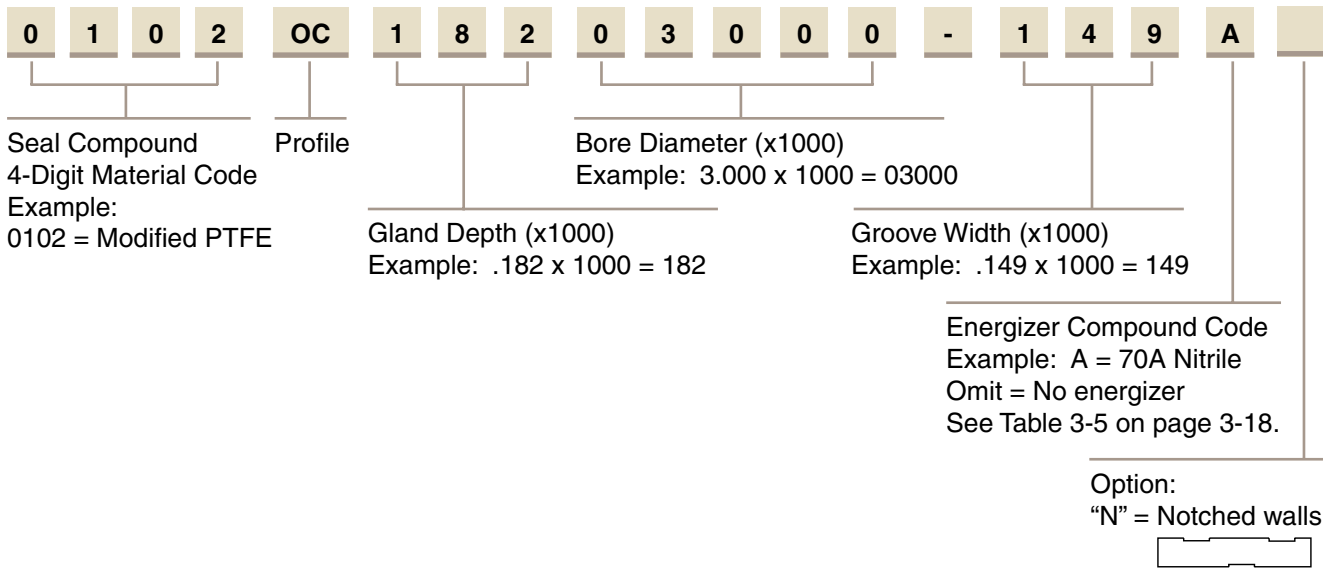 0 1 0 2 OC 1 8 2 0 3 0 0 0 - 1 4 9 A
Seal Compound
4-Digit Material Code
Example:
0102 = Modified PTFE
Profile
Gland Depth (x1000)
Example: .182 x 1000 = 182
Bore Diameter (x1000)
Example: 3.000 x 1000 = 03000
Groove Width (x1000)
Example: .149 x 1000 = 149
Energizer Compound Code
Example: A = 70A Nitrile
Omit = No energizer
See Table 3-5 on page 3-18.
Option:
“N” = Notched walls